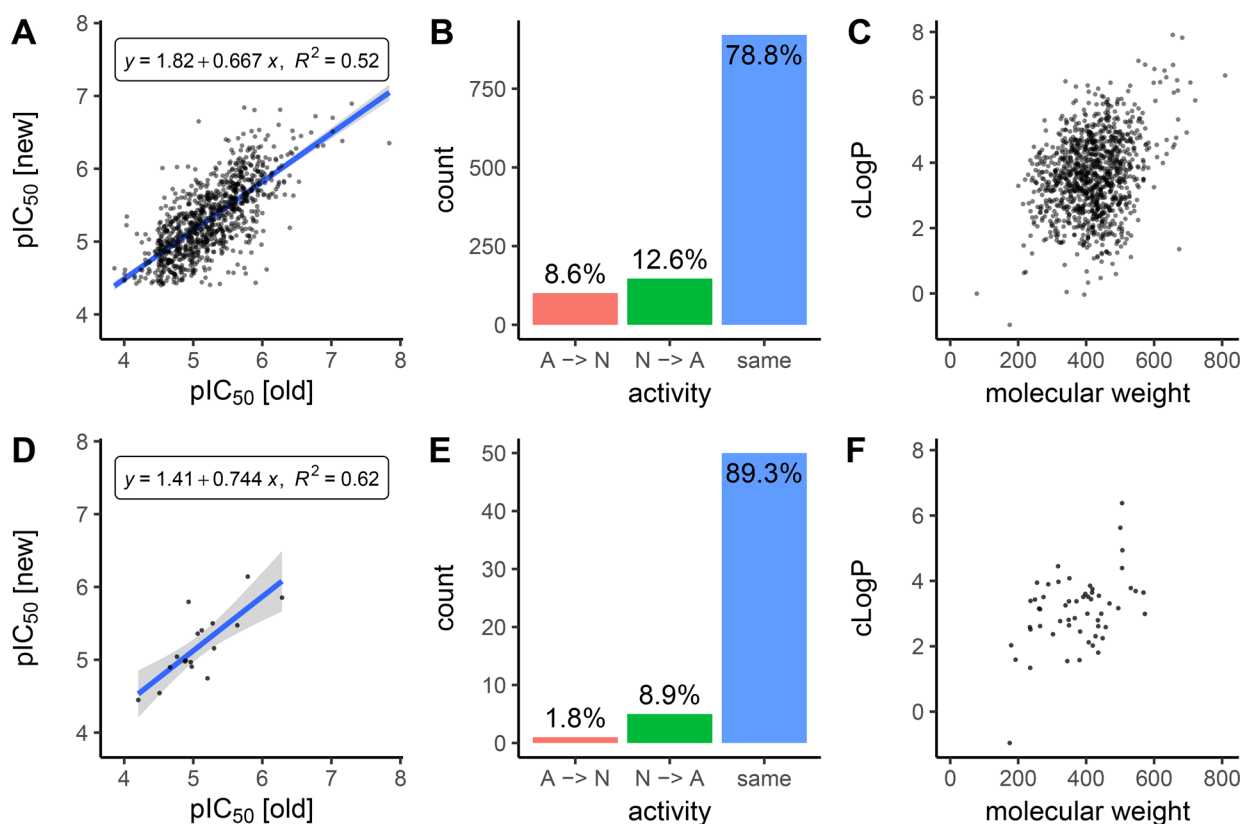 A
pIC50 [new]
8
7
6
5
4
y = 1.82 + 0.667 x, R2 = 0.52
4 5 6 7 8
pIC50 [old]
B
count
750
500
250
0
8.6%
12.6%
78.8%
A −> N N −> A same
activity
C
cLogP
8
6
4
2
0
0 200 400 600 800
molecular weight
D
pIC50 [new]
8
7
6
5
4
y = 1.41 + 0.744 x, R2 = 0.62
4 5 6 7 8
pIC50 [old]
E
count
50
40
30
20
10
0
1.8%
8.9%
89.3%
A −> N N −> A same
activity
F
cLogP
8
6
4
2
0
0 200 400 600 800
molecular weight